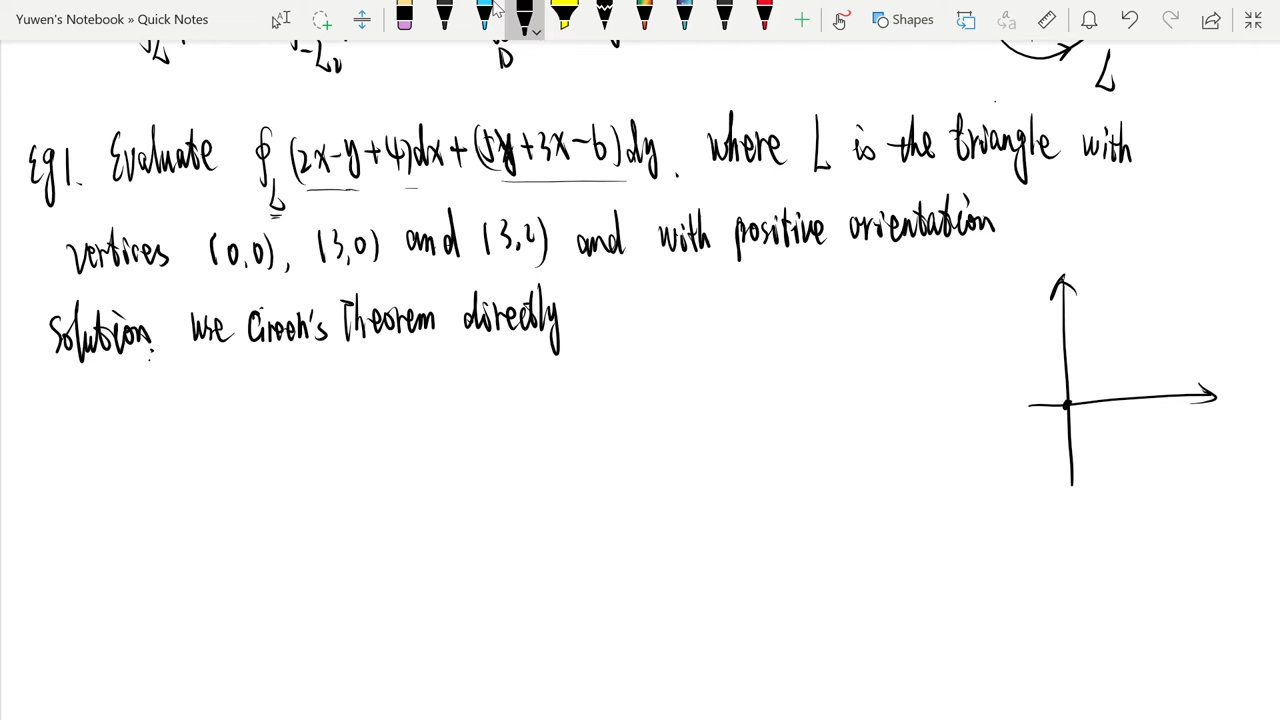 Yuwen's Notebook » Quick Notes
Shapes
L -L₂ D L
Eg1. Evaluate ∮_L (2x-y+4)dx+(5y+3x-6)dy, where L is the triangle with
vertices (0,0), (3,0) and (3,2) and with positive orientation
Solution: use Green's Theorem directly